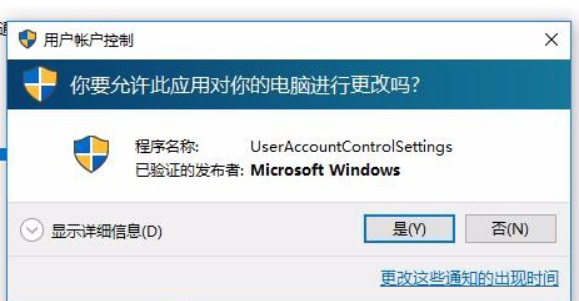 用户帐户控制
你要允许此应用对你的电脑进行更改吗?
程序名称: UserAccountControlSettings
已验证的发布者: Microsoft Windows
显示详细信息(D)
是(Y)
否(N)
更改这些通知的出现时间